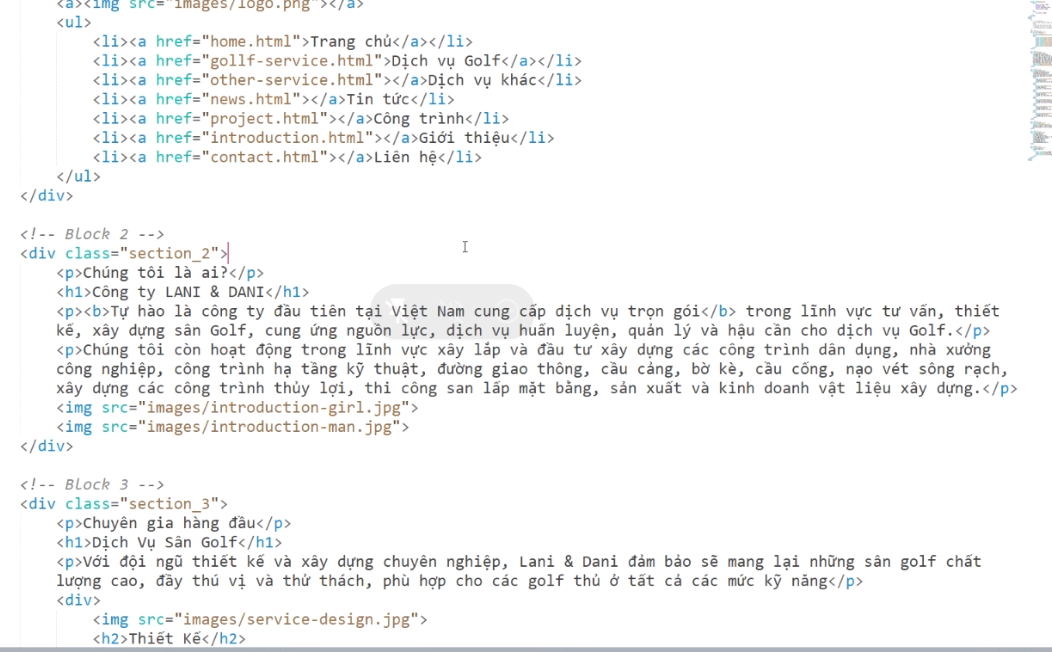 <a><img src="images/logo.png"></a>
<ul>
<li><a href="home.html">Trang chủ</a></li>
<li><a href="gollf-service.html">Dịch vụ Golf</a></li>
<li><a href="other-service.html"></a>Dịch vụ khác</li>
<li><a href="news.html"></a>Tin tức</li>
<li><a href="project.html"></a>Công trình</li>
<li><a href="introduction.html"></a>Giới thiệu</li>
<li><a href="contact.html"></a>Liên hệ</li>
</ul>
</div>
<!-- Block 2 -->
<div class="section_2">
<p>Chúng tôi là ai?</p>
<h1>Công ty LANI & DANI</h1>
<p><b>Tự hào là công ty đầu tiên tại Việt Nam cung cấp dịch vụ trọn gói</b> trong lĩnh vực tư vấn, thiết
kế, xây dựng sân Golf, cung ứng nguồn lực, dịch vụ huấn luyện, quản lý và hậu cần cho dịch vụ Golf.</p>
<p>Chúng tôi còn hoạt động trong lĩnh vực xây lắp và đầu tư xây dựng các công trình dân dụng, nhà xưởng
công nghiệp, công trình hạ tầng kỹ thuật, đường giao thông, cầu cảng, bờ kè, cầu cống, nạo vét sông rạch,
xây dựng các công trình thủy lợi, thi công san lấp mặt bằng, sản xuất và kinh doanh vật liệu xây dựng.</p>
<img src="images/introduction-girl.jpg">
<img src="images/introduction-man.jpg">
</div>
<!-- Block 3 -->
<div class="section_3">
<p>Chuyên gia hàng đầu</p>
<h1>Dịch Vụ Sân Golf</h1>
<p>Với đội ngũ thiết kế và xây dựng chuyên nghiệp, Lani & Dani đảm bảo sẽ mang lại những sân golf chất
lượng cao, đầy thú vị và thử thách, phù hợp cho các golf thủ ở tất cả các mức kỹ năng</p>
<div>
<img src="images/service-design.jpg">
<h2>Thiết Kế</h2>